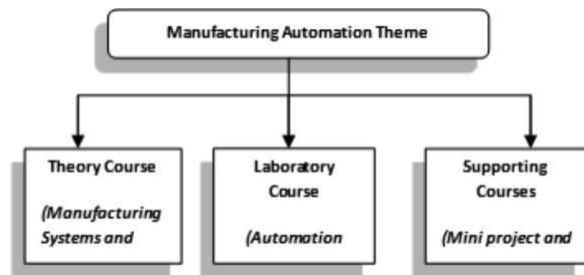 Manufacturing Automation Theme
Theory Course
(Manufacturing
Systems and
Laboratory
Course
(Automation
Supporting
Courses
(Mini project and